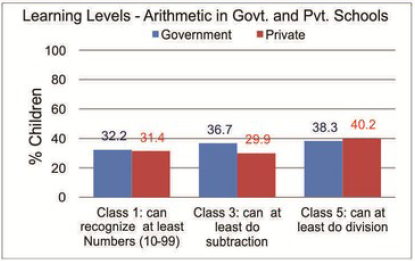 Learning Levels - Arithmetic in Govt. and Pvt. Schools
Government Private
100
80
60
40
20
0
% Children
32.2 31.4 36.7 29.9 38.3 40.2
Class 1: can recognize at least Numbers (10-99)
Class 3: can at least do subtraction
Class 5: can at least do division